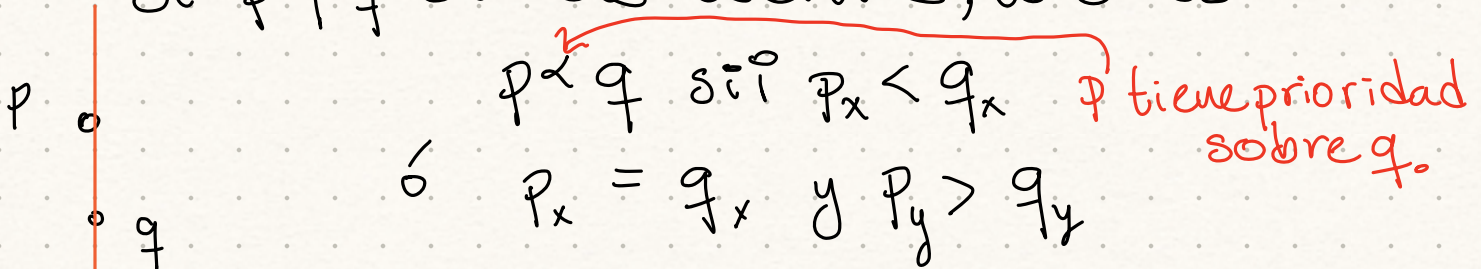 p ≺ q sii pₓ < qₓ
p tiene prioridad
sobre q.
ó pₓ = qₓ y p_y > q_y
p
q